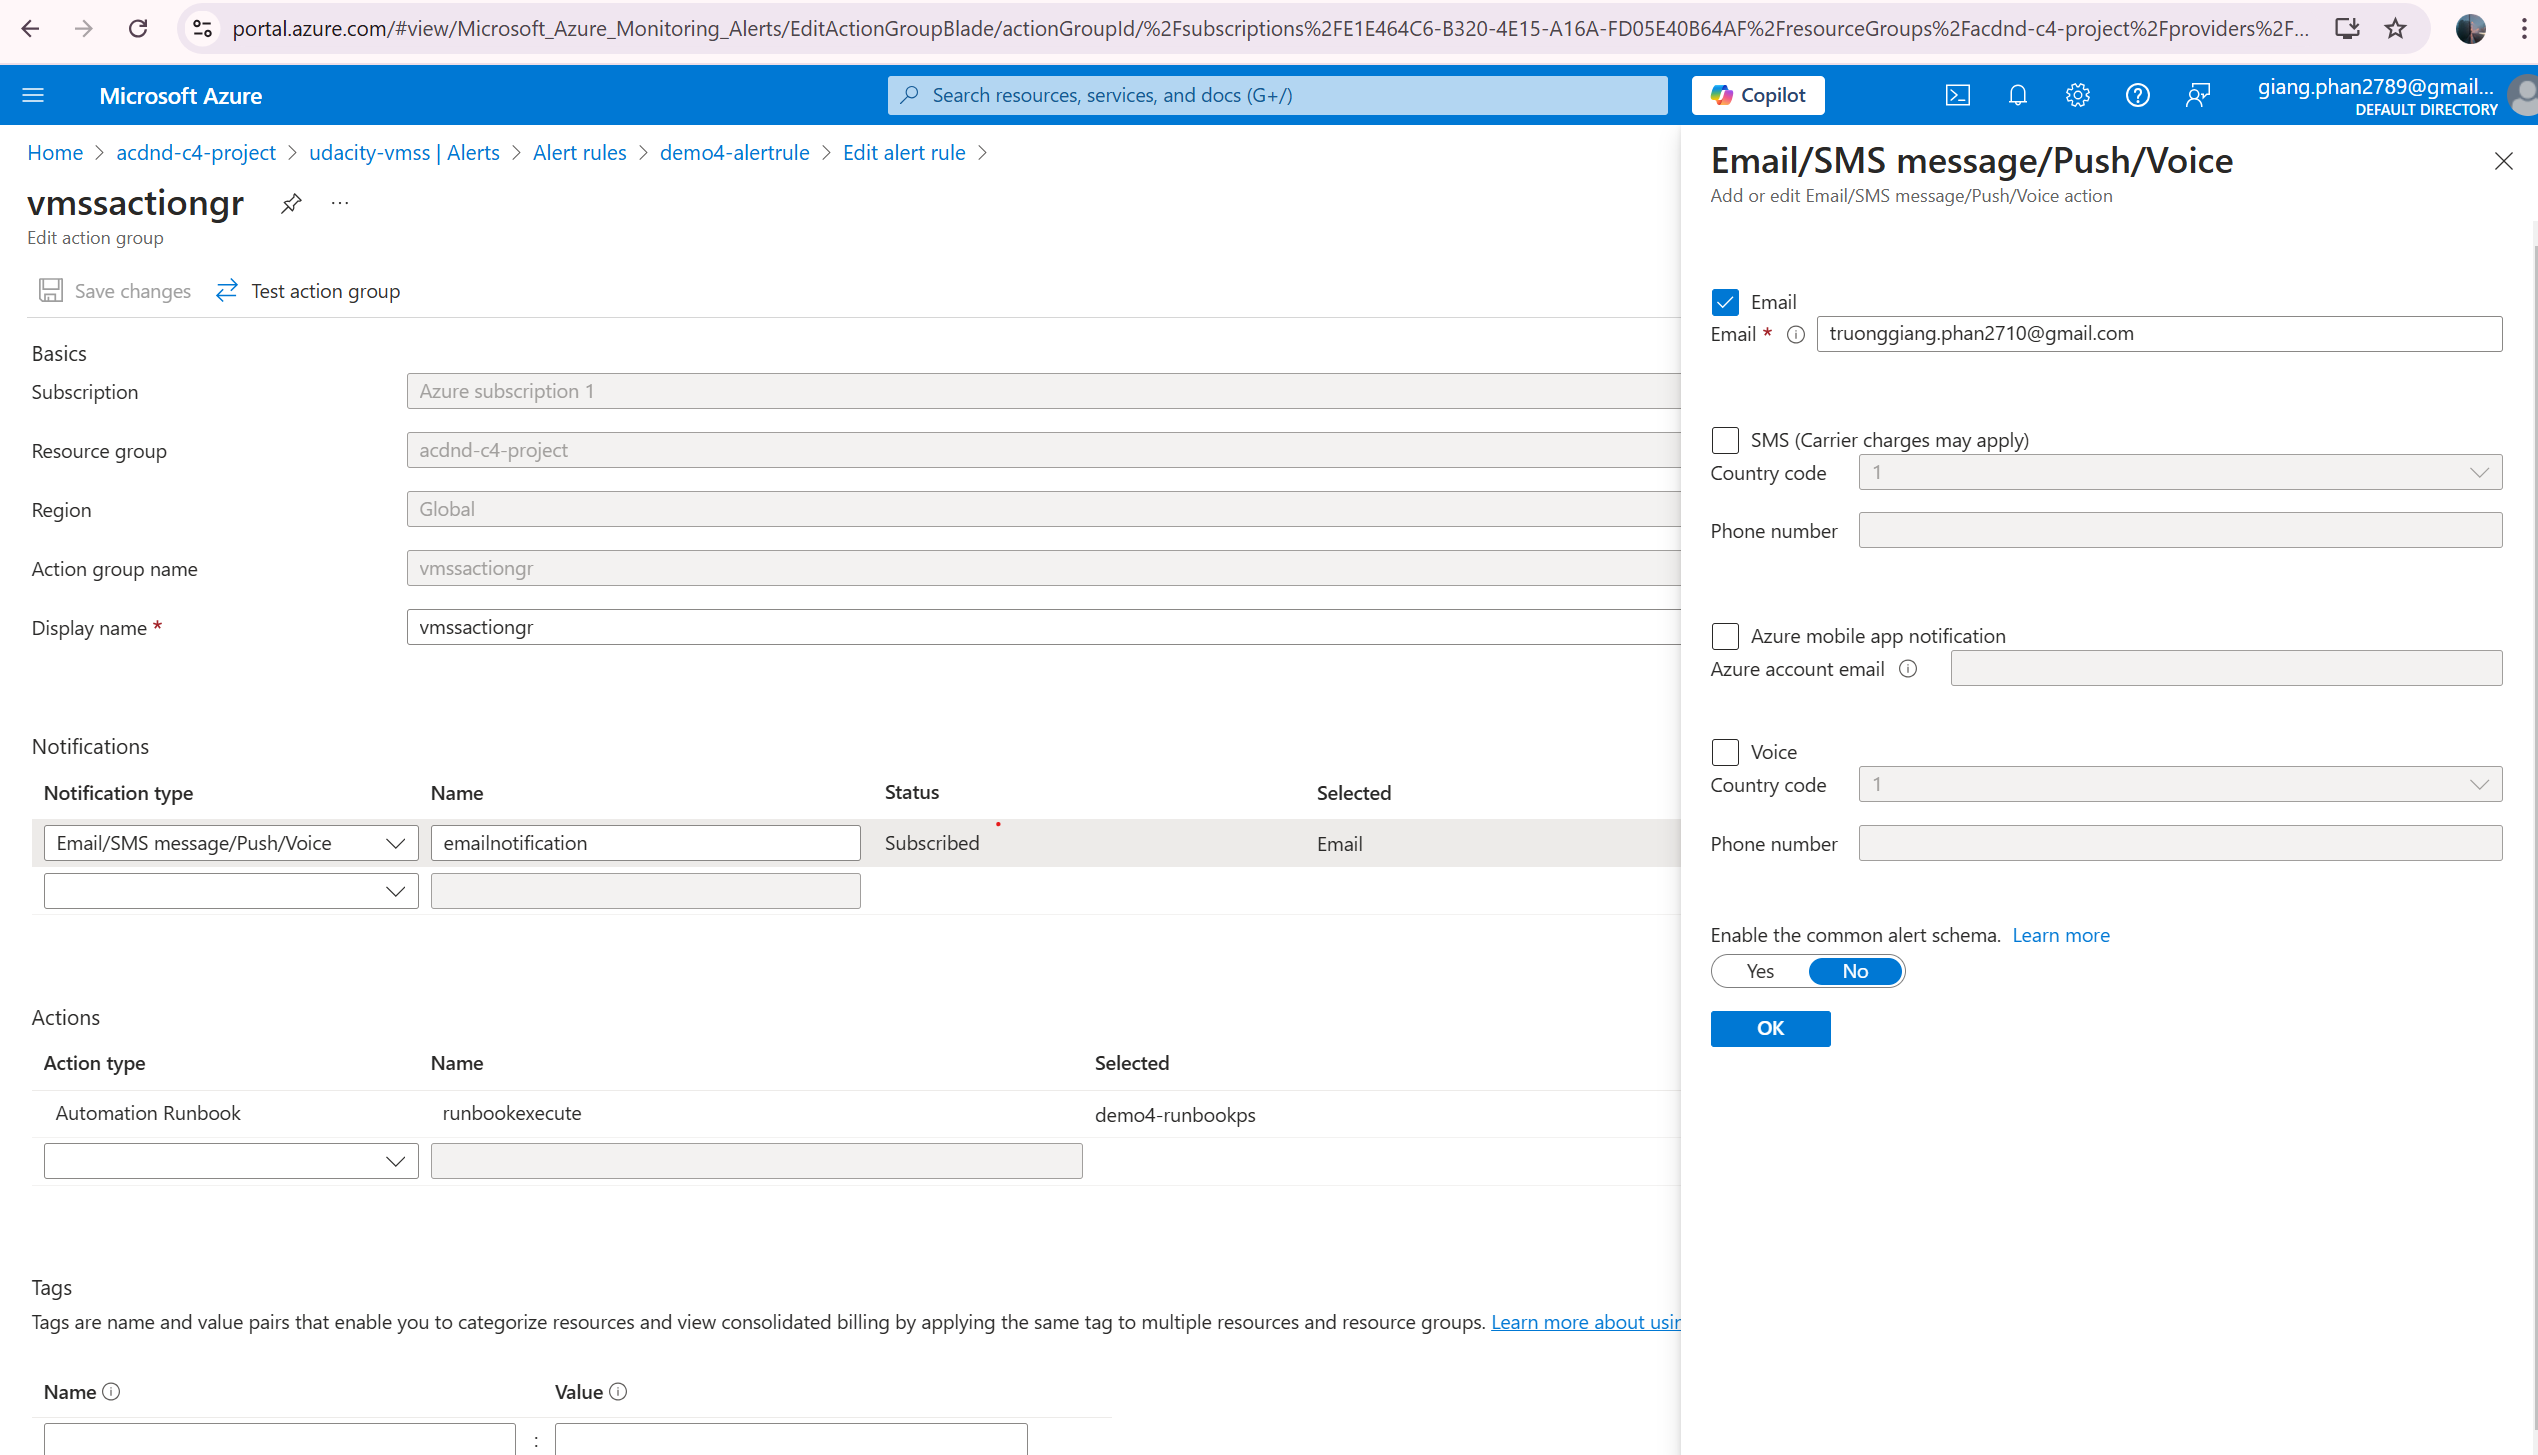 portal.azure.com/#view/Microsoft_Azure_Monitoring_Alerts/EditActionGroupBlade/actionGroupId/%2Fsubscriptions%2FE1E464C6-B320-4E15-A16A-FD05E40B64AF%2FresourceGroups%2Facdnd-c4-project%2Fproviders%2F...
Microsoft Azure
Search resources, services, and docs (G+/)
Copilot
giang.phan2789@gmail...
DEFAULT DIRECTORY
Home > acdnd-c4-project > udacity-vmss | Alerts > Alert rules > demo4-alertrule > Edit alert rule >
vmssactiongr
...
Edit action group
Save changes
Test action group
Basics
Subscription
Azure subscription 1
Resource group
acdnd-c4-project
Region
Global
Action group name
vmssactiongr
Display name *
vmssactiongr
Notifications
Notification type Name Status Selected
Email/SMS message/Push/Voice emailnotification Subscribed Email
Actions
Action type Name Selected
Automation Runbook runbookexecute demo4-runbookps
Tags
Tags are name and value pairs that enable you to categorize resources and view consolidated billing by applying the same tag to multiple resources and resource groups. Learn more about usin
Name Value
:
Email/SMS message/Push/Voice
Add or edit Email/SMS message/Push/Voice action
Email
Email * truonggiang.phan2710@gmail.com
SMS (Carrier charges may apply)
Country code 1
Phone number
Azure mobile app notification
Azure account email
Voice
Country code 1
Phone number
Enable the common alert schema. Learn more
Yes No
OK